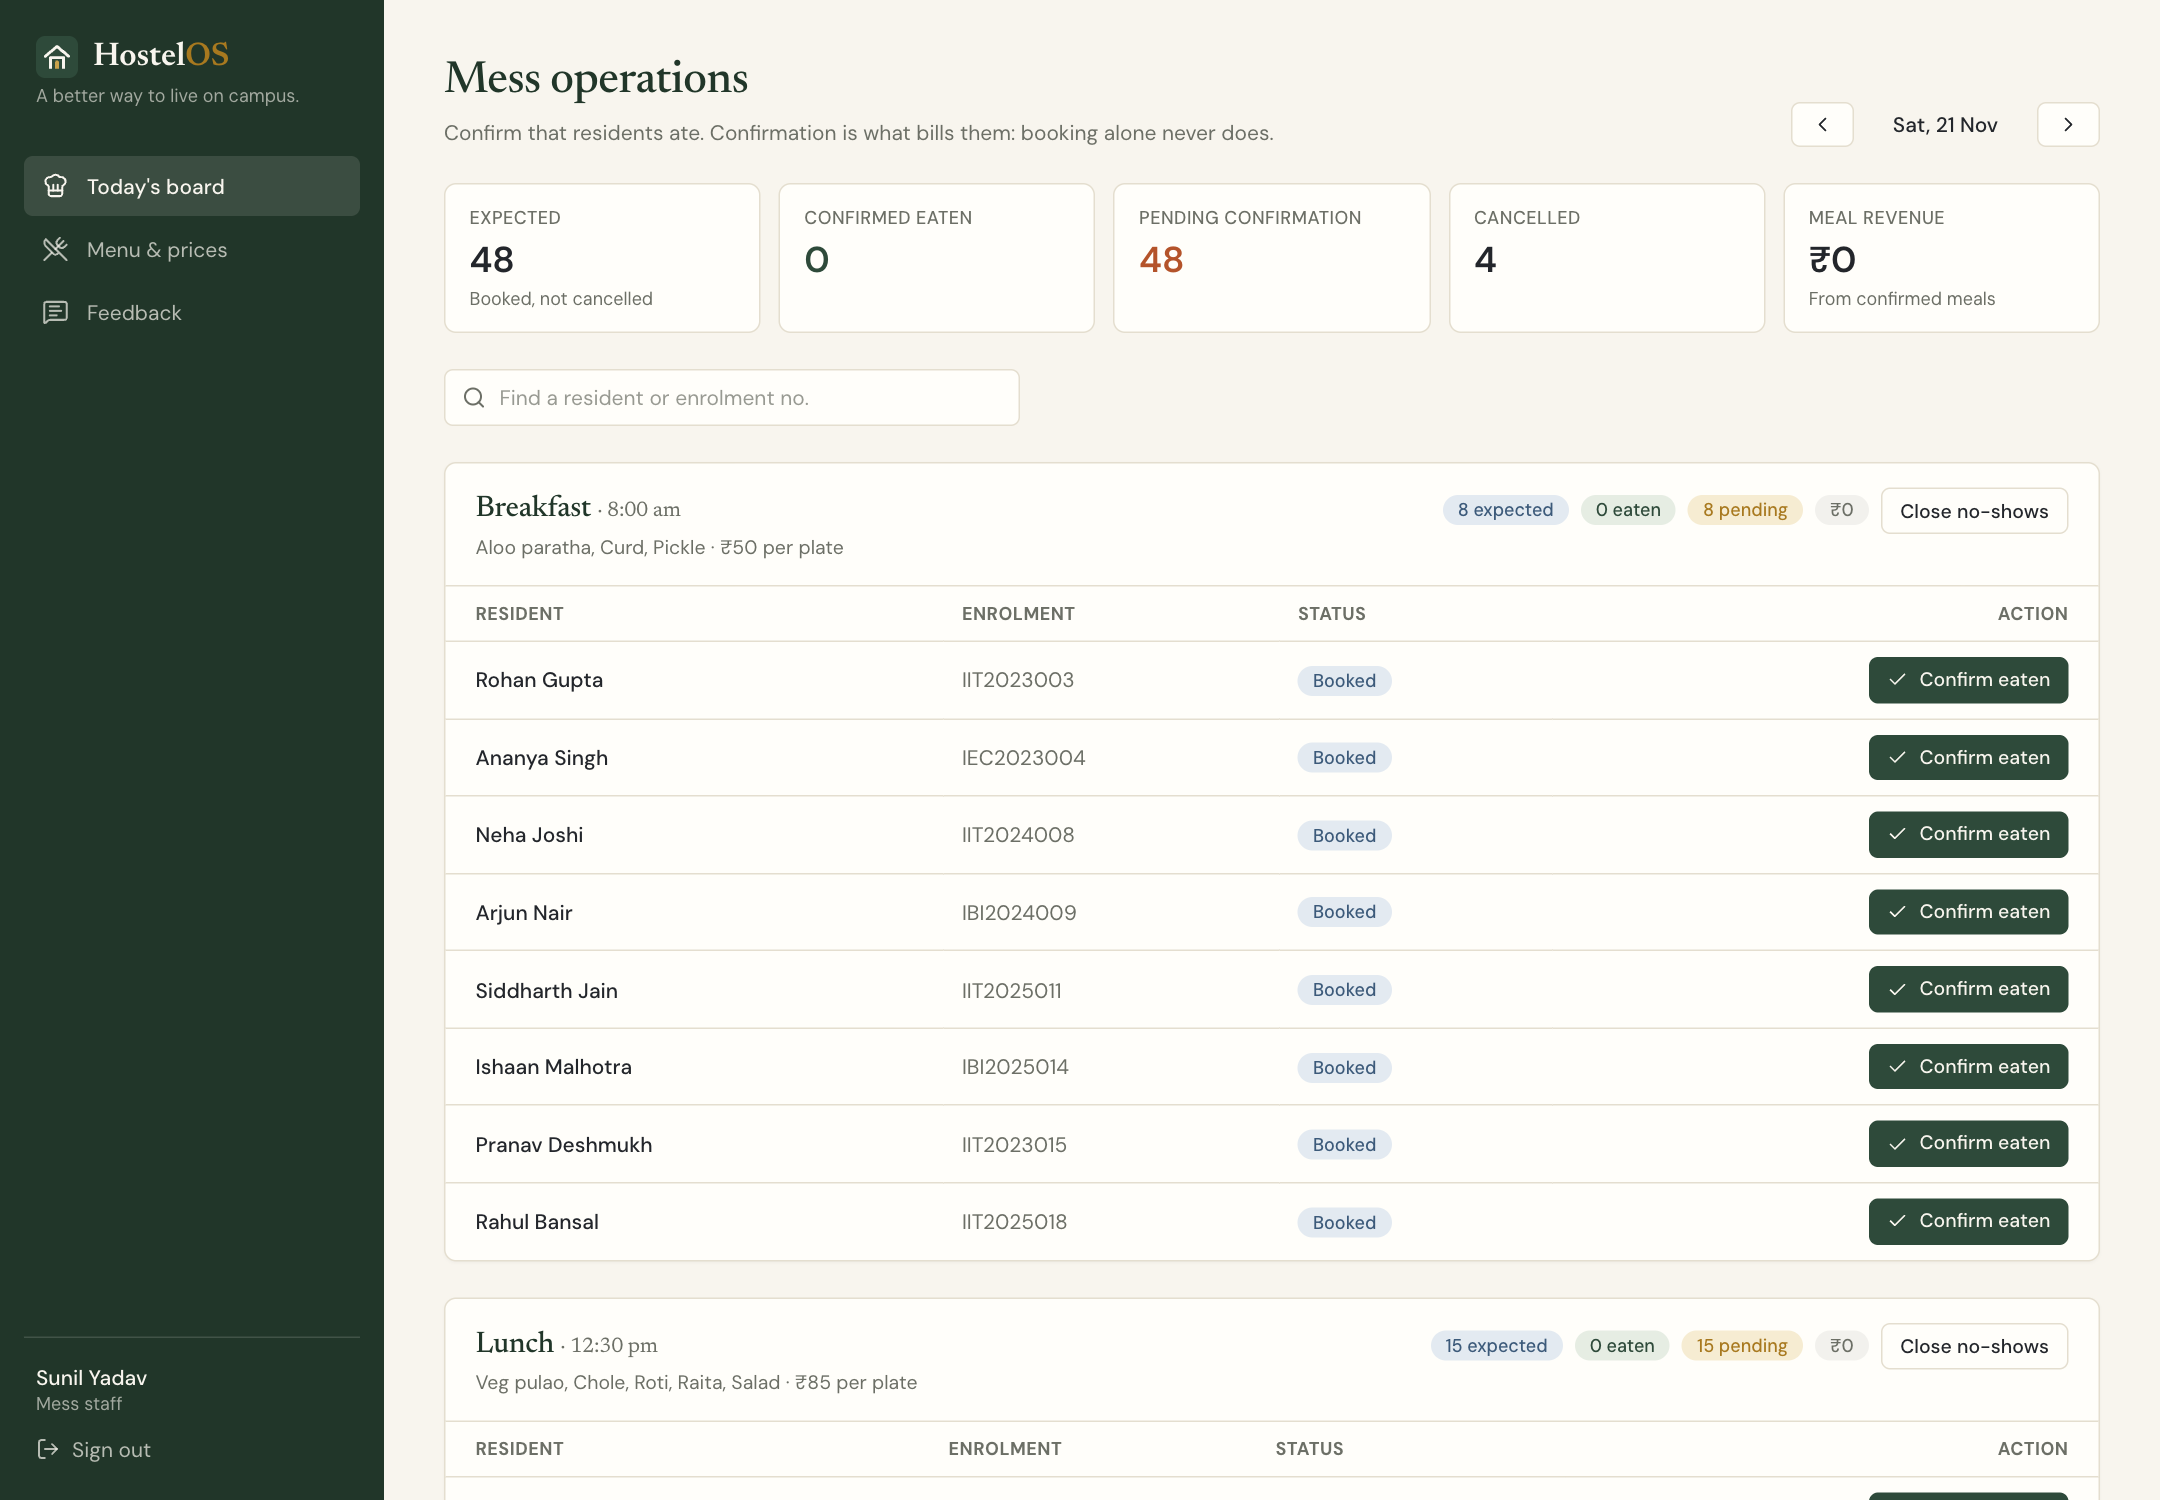 HostelOS
A better way to live on campus.
Today's board
Menu & prices
Feedback
Sunil Yadav
Mess staff
Sign out
Mess operations
Confirm that residents ate. Confirmation is what bills them: booking alone never does.
Sat, 21 Nov
EXPECTED
48
Booked, not cancelled
CONFIRMED EATEN
0
PENDING CONFIRMATION
48
CANCELLED
4
MEAL REVENUE
₹0
From confirmed meals
Find a resident or enrolment no.
Breakfast · 8:00 am
8 expected 0 eaten 8 pending ₹0 Close no-shows
Aloo paratha, Curd, Pickle · ₹50 per plate
RESIDENT ENROLMENT STATUS ACTION
Rohan Gupta IIT2023003 Booked Confirm eaten
Ananya Singh IEC2023004 Booked Confirm eaten
Neha Joshi IIT2024008 Booked Confirm eaten
Arjun Nair IBI2024009 Booked Confirm eaten
Siddharth Jain IIT2025011 Booked Confirm eaten
Ishaan Malhotra IBI2025014 Booked Confirm eaten
Pranav Deshmukh IIT2023015 Booked Confirm eaten
Rahul Bansal IIT2025018 Booked Confirm eaten
Lunch · 12:30 pm
15 expected 0 eaten 15 pending ₹0 Close no-shows
Veg pulao, Chole, Roti, Raita, Salad · ₹85 per plate
RESIDENT ENROLMENT STATUS ACTION